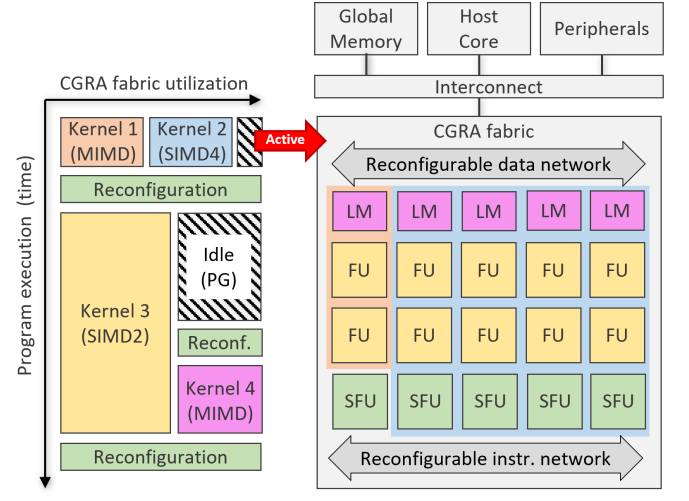 CGRA fabric utilization
Program execution (time)
Kernel 1
(MIMD)
Kernel 2
(SIMD4)
Active
Reconfiguration
Kernel 3
(SIMD2)
Idle
(PG)
Reconf.
Kernel 4
(MIMD)
Reconfiguration
Global
Memory
Host
Core
Peripherals
Interconnect
CGRA fabric
Reconfigurable data network
LM LM LM LM LM
FU FU FU FU FU
FU FU FU FU FU
SFU SFU SFU SFU SFU
Reconfigurable instr. network